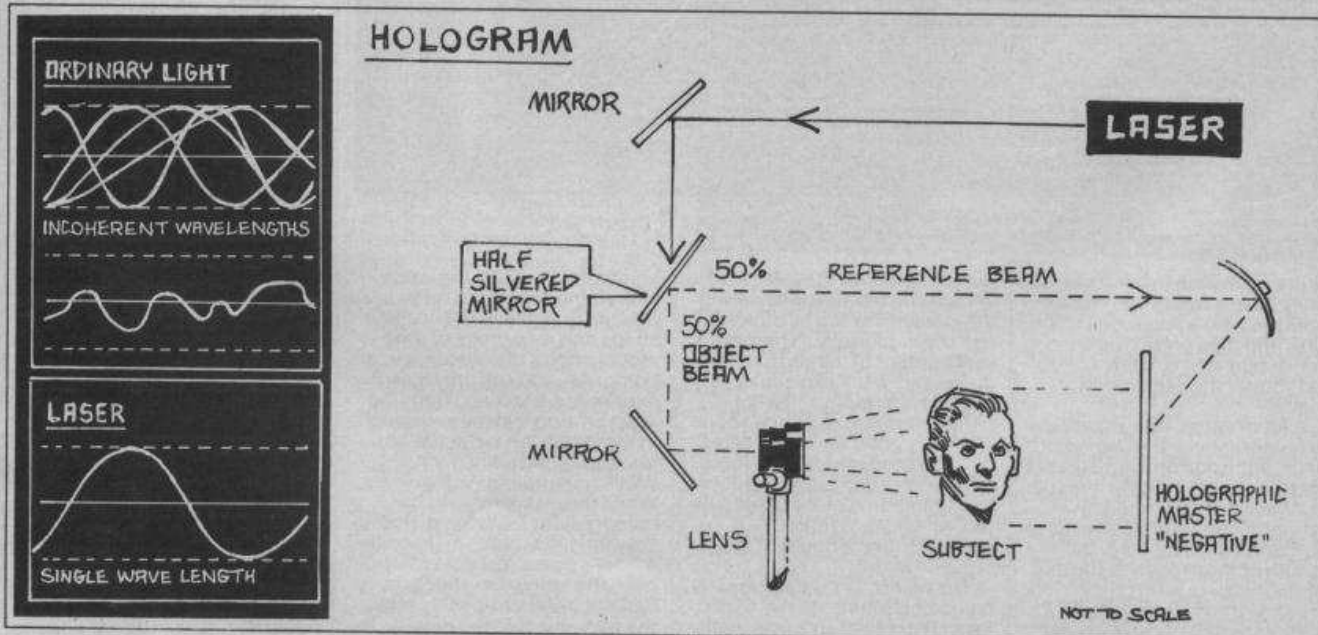 ORDINARY LIGHT
INCOHERENT WAVELENGTHS
LASER
SINGLE WAVE LENGTH
HOLOGRAM
MIRROR
LASER
HALF
SILVERED
MIRROR
50%
REFERENCE BEAM
50%
OBJECT
BEAM
MIRROR
LENS
SUBJECT
HOLOGRAPHIC
MASTER
"NEGATIVE"
NOT TO SCALE